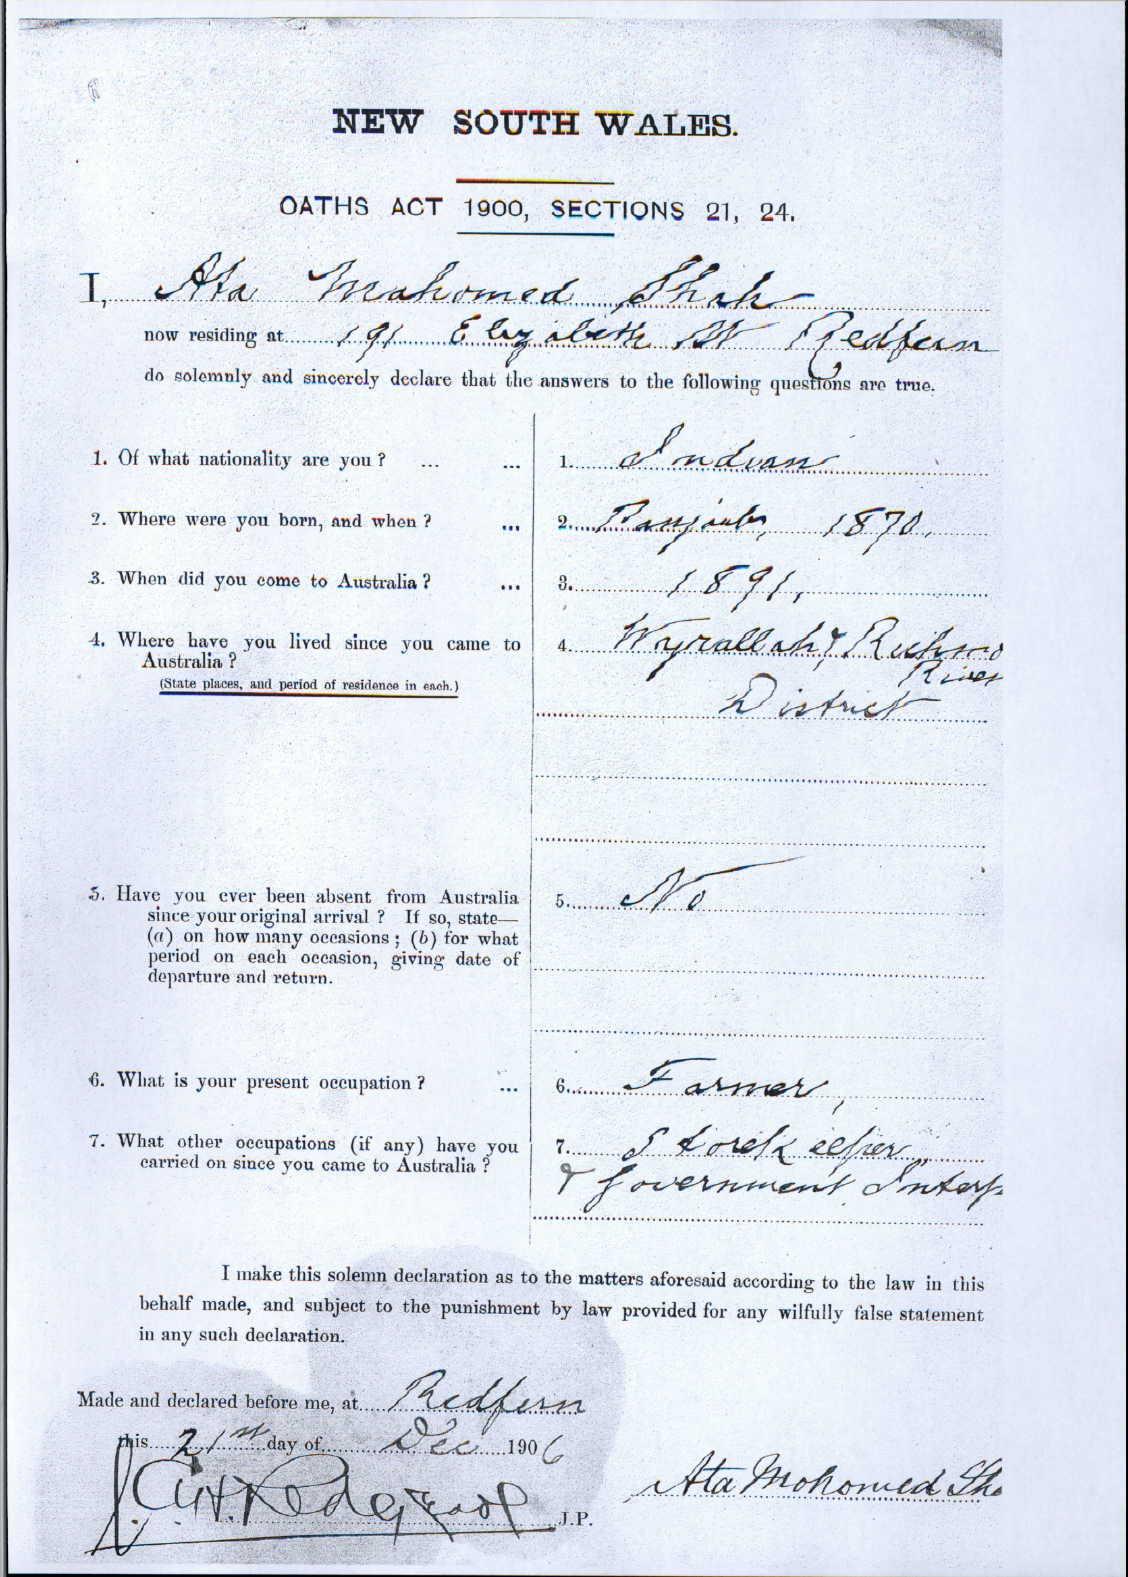 NEW SOUTH WALES.
OATHS ACT 1900, SECTIONS 21, 24.
I, Ata Mahomed Shah
now residing at 191 Elizabeth St Redfern
do solemnly and sincerely declare that the answers to the following questions are true.
1. Of what nationality are you? ... ... 1. Indian
2. Where were you born, and when? ... 2. Punjaub, 1870.
3. When did you come to Australia? ... 3. 1891,
4. Where have you lived since you came to 4. Wyrallah & Richmo
Australia? River
(State places, and period of residence in each.)
District
5. Have you ever been absent from Australia 5. No
since your original arrival? If so, state—
(a) on how many occasions; (b) for what
period on each occasion, giving date of
departure and return.
6. What is your present occupation? ... 6. Farmer,
7. What other occupations (if any) have you 7. Storekeeper
carried on since you came to Australia? & Government Interp
I make this solemn declaration as to the matters aforesaid according to the law in this
behalf made, and subject to the punishment by law provided for any wilfully false statement
in any such declaration.
Made and declared before me, at Redfern
this 21st day of Dec 1906
J.P.
Ata Mohomed Sha